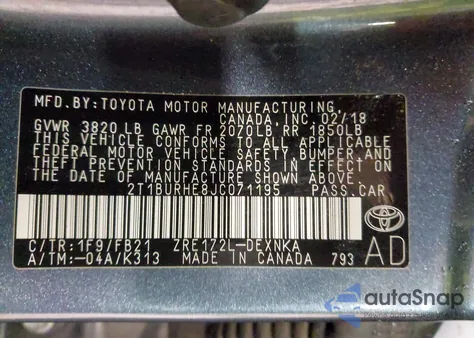 MFD.BY:TOYOTA MOTOR MANUFACTURING,
CANADA,INC. 02/18
GVWR 3820 LB GAWR FR 2070LB RR 1850LB
THIS VEHICLE CONFORMS TO ALL APPLICABLE
FEDERAL MOTOR VEHICLE SAFETY, BUMPER, AND
THEFT PREVENTION STANDARDS IN EFFECT ON
THE DATE OF MANUFACTURE SHOWN ABOVE.
2T1BURHE8JC071195 PASS.CAR
C/TR:1F9/FB21 ZRE172L-DEXNKA
A/TM:-04A/K313 MADE IN CANADA 793
AD
autoSnap